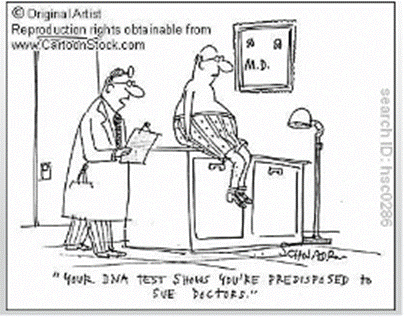 © Original Artist
Reproduction rights obtainable from
www.CartoonStock.com
M.D.
search ID: hsc0286
SCHWADRON
"YOUR DNA TEST SHOWS YOU'RE PREDISPOSED to
SUE DOCTORS."